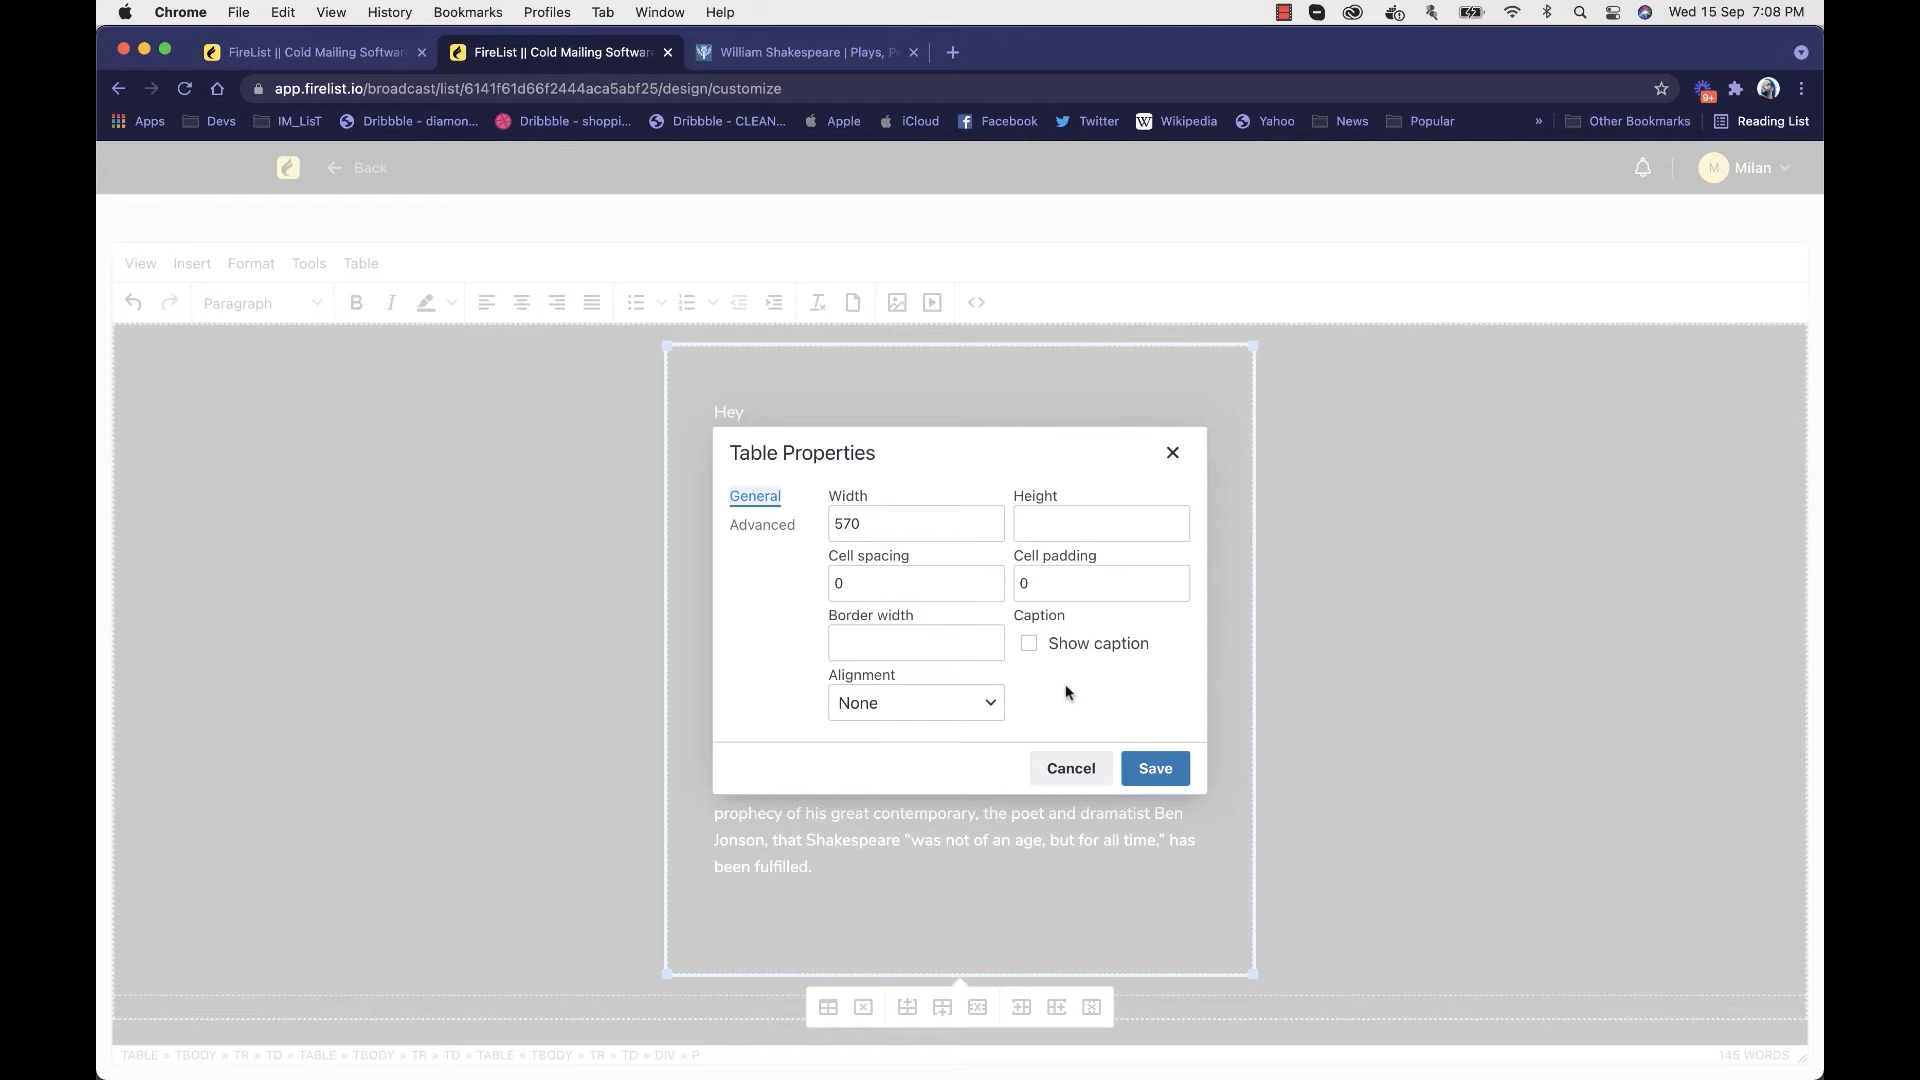 Chrome File Edit View History Bookmarks Profiles Tab Window Help Wed 15 Sep 7:08 PM
FireList || Cold Mailing Softwar FireList || Cold Mailing Software William Shakespeare | Plays, P
app.firelist.io/broadcast/list/6141f61d66f2444aca5abf25/design/customize 9+
Apps Devs IM_LisT Dribbble - diamon... Dribbble - shoppi... Dribbble - CLEAN... Apple iCloud Facebook Twitter W Wikipedia Yahoo News Popular » Other Bookmarks Reading List
Back M Milan
View Insert Format Tools Table
Paragraph B I
Hey
Table Properties
General Width Height
Advanced 570
Cell spacing Cell padding
0 0
Border width Caption
Show caption
Alignment
None
Cancel Save
prophecy of his great contemporary, the poet and dramatist Ben
Jonson, that Shakespeare “was not of an age, but for all time,” has
been fulfilled.
TABLE » TBODY » TR » TD » TABLE » TBODY » TR » TD » TABLE » TBODY » TR » TD » DIV » P 145 WORDS